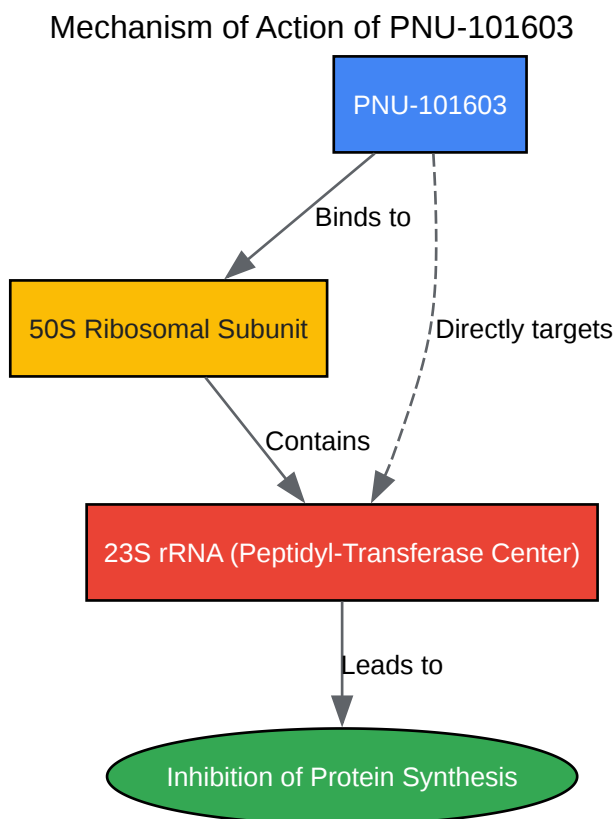 Mechanism of Action of PNU-101603
PNU-101603
Binds to
50S Ribosomal Subunit
Directly targets
Contains
23S rRNA (Peptidyl-Transferase Center)
Leads to
Inhibition of Protein Synthesis